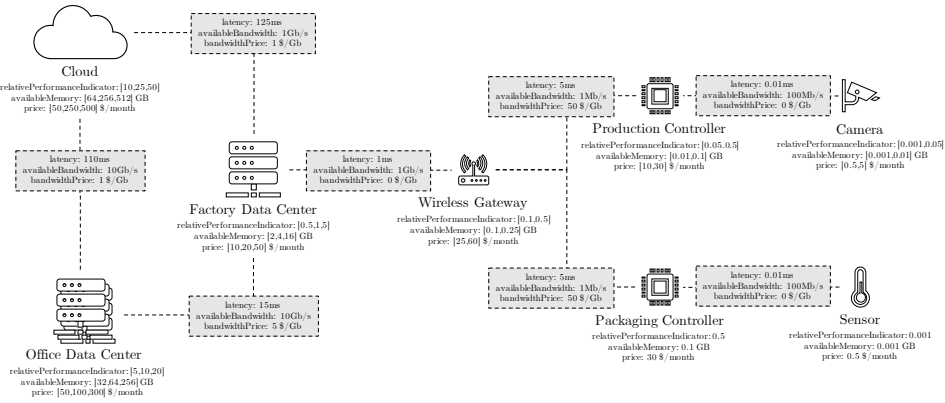 latency: 125ms
availableBandwidth: 1Gb/s
bandwidthPrice: 1 $/Gb
Cloud
relativePerformanceIndicator: [10,25,50]
availableMemory: [64,256,512] GB
price: [50,250,500] $/month
latency: 110ms
availableBandwidth: 10Gb/s
bandwidthPrice: 1 $/Gb
Factory Data Center
relativePerformanceIndicator: [0.5,1,5]
availableMemory: [2,4,16] GB
price: [10,20,50] $/month
latency: 1ms
availableBandwidth: 1Gb/s
bandwidthPrice: 0 $/Gb
Wireless Gateway
relativePerformanceIndicator: [0.1,0.5]
availableMemory: [0.1,0.25] GB
price: [25,60] $/month
latency: 5ms
availableBandwidth: 1Mb/s
bandwidthPrice: 50 $/Gb
Production Controller
relativePerformanceIndicator: [0.05,0.5]
availableMemory: [0.01,0.1] GB
price: [10,30] $/month
latency: 0.01ms
availableBandwidth: 100Mb/s
bandwidthPrice: 0 $/Gb
Camera
relativePerformanceIndicator: [0.001,0.05]
availableMemory: [0.001,0.01] GB
price: [0.5,5] $/month
Office Data Center
relativePerformanceIndicator: [5,10,20]
availableMemory: [32,64,256] GB
price: [50,100,300] $/month
latency: 15ms
availableBandwidth: 10Gb/s
bandwidthPrice: 5 $/Gb
latency: 5ms
availableBandwidth: 1Mb/s
bandwidthPrice: 50 $/Gb
Packaging Controller
relativePerformanceIndicator: 0.5
availableMemory: 0.1 GB
price: 30 $/month
latency: 0.01ms
availableBandwidth: 100Mb/s
bandwidthPrice: 0 $/Gb
Sensor
relativePerformanceIndicator: 0.001
availableMemory: 0.001 GB
price: 0.5 $/month